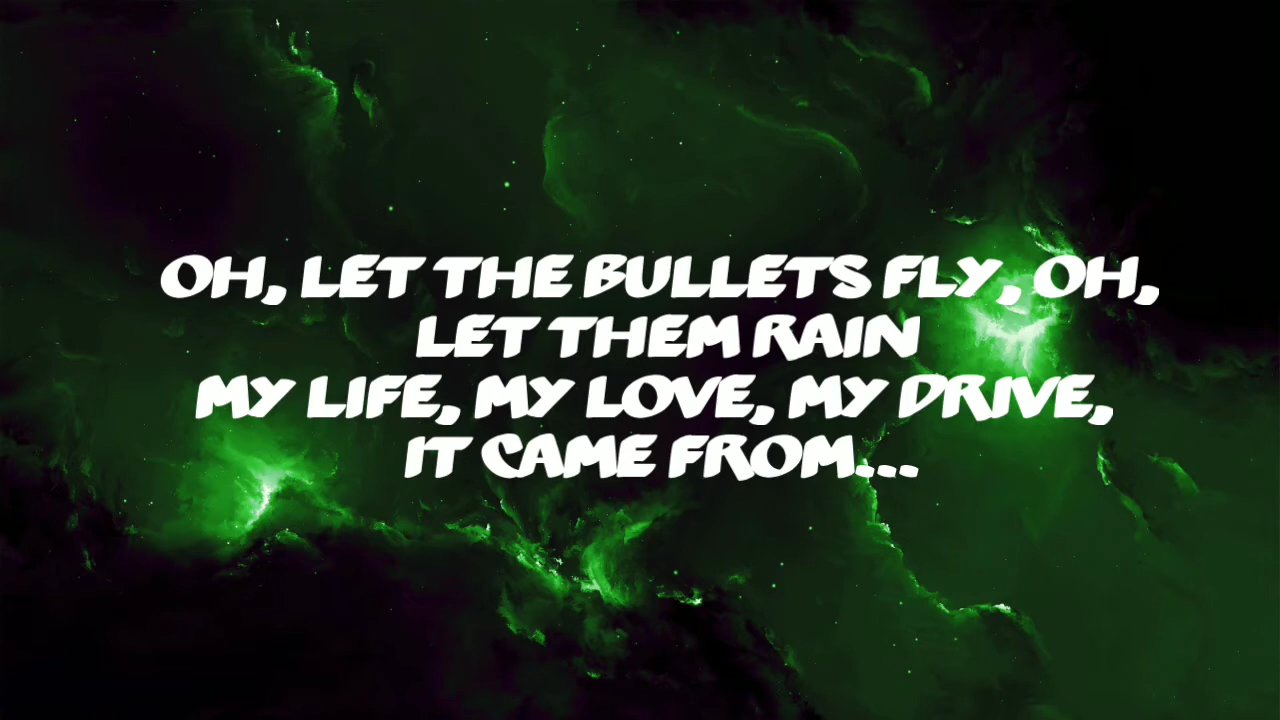 OH, LET THE BULLETS FLY, OH,
LET THEM RAIN
MY LIFE, MY LOVE, MY DRIVE,
IT CAME FROM...